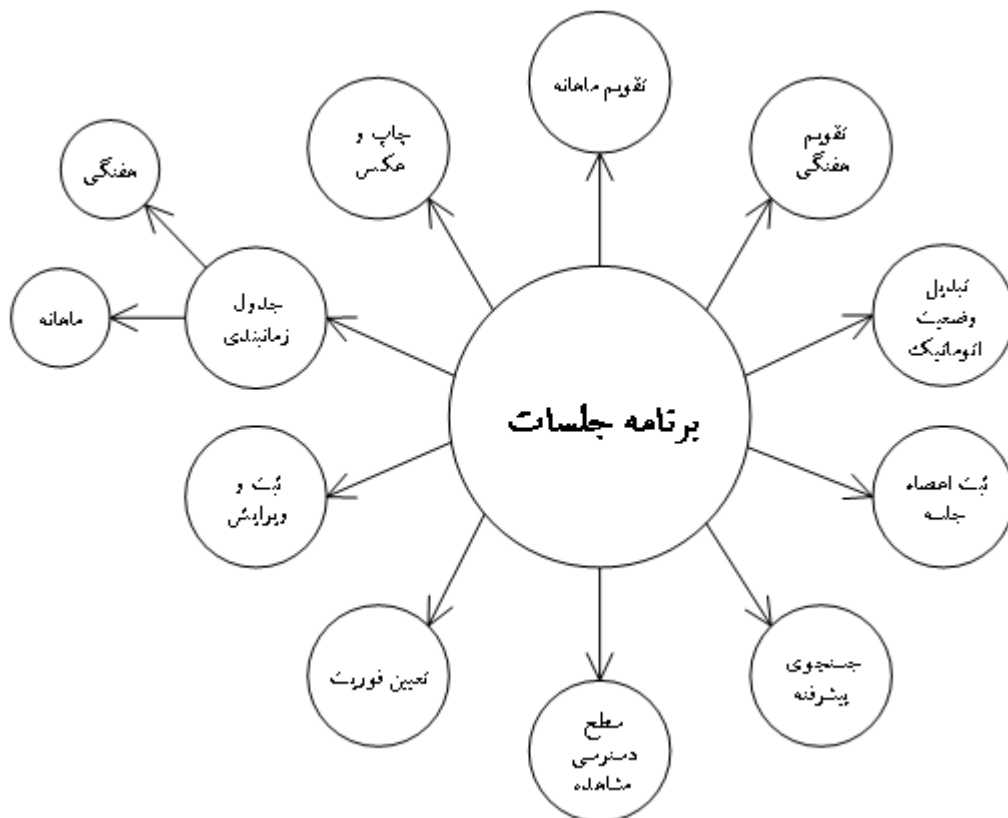 تقویم ماهانه
تقویم
هفتگی
چاپ و
عکس
هفتگی
جدول
زمانبندی
ماهانه
تبدیل
وضعیت
اتوماتیک
برنامه جلسات
ثبت و
ویرایش
ثبت اعضاء
جلسه
تعیین فوریت
جستجوی
پیشرفته
سطح
دسترسی
مشاهده